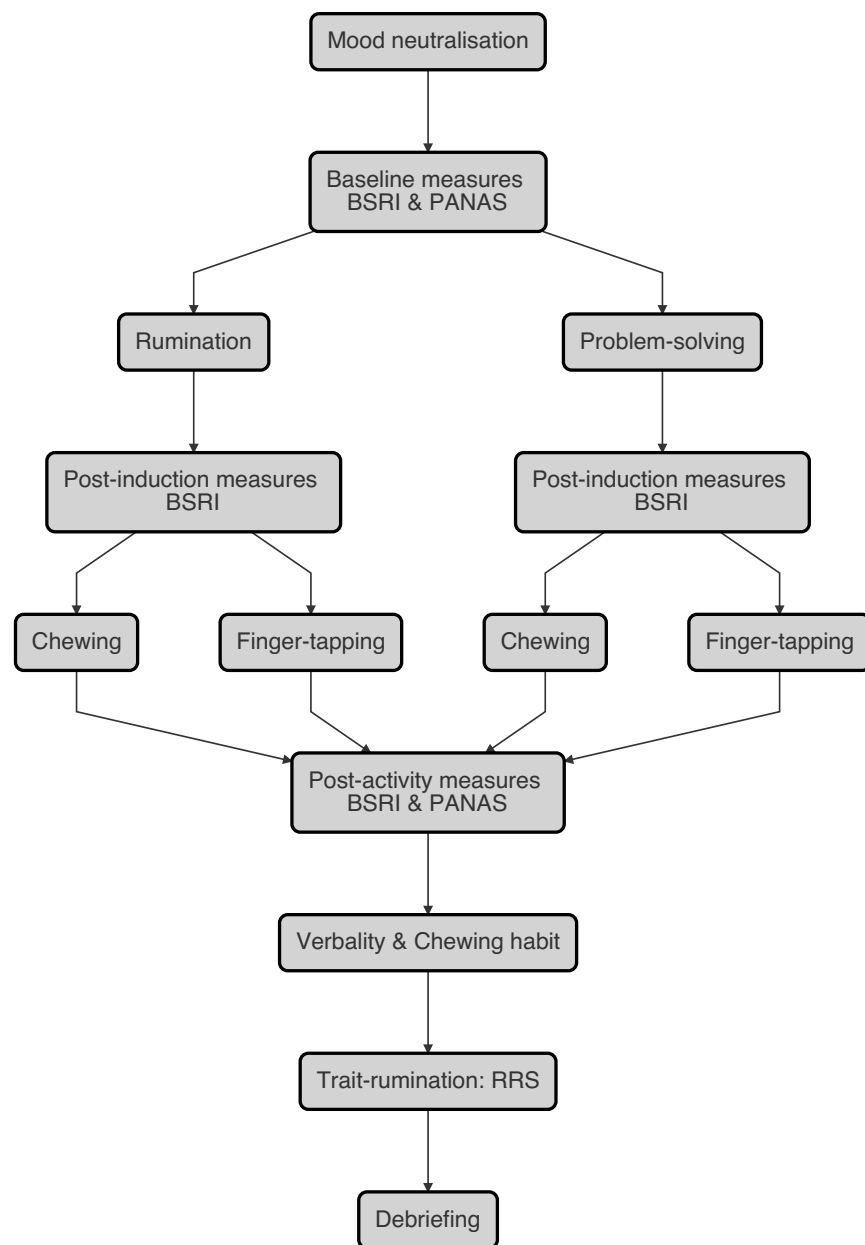 Mood neutralisation
Baseline measures
BSRI & PANAS
Rumination
Problem-solving
Post-induction measures
BSRI
Post-induction measures
BSRI
Chewing
Finger-tapping
Chewing
Finger-tapping
Post-activity measures
BSRI & PANAS
Verbality & Chewing habit
Trait-rumination: RRS
Debriefing